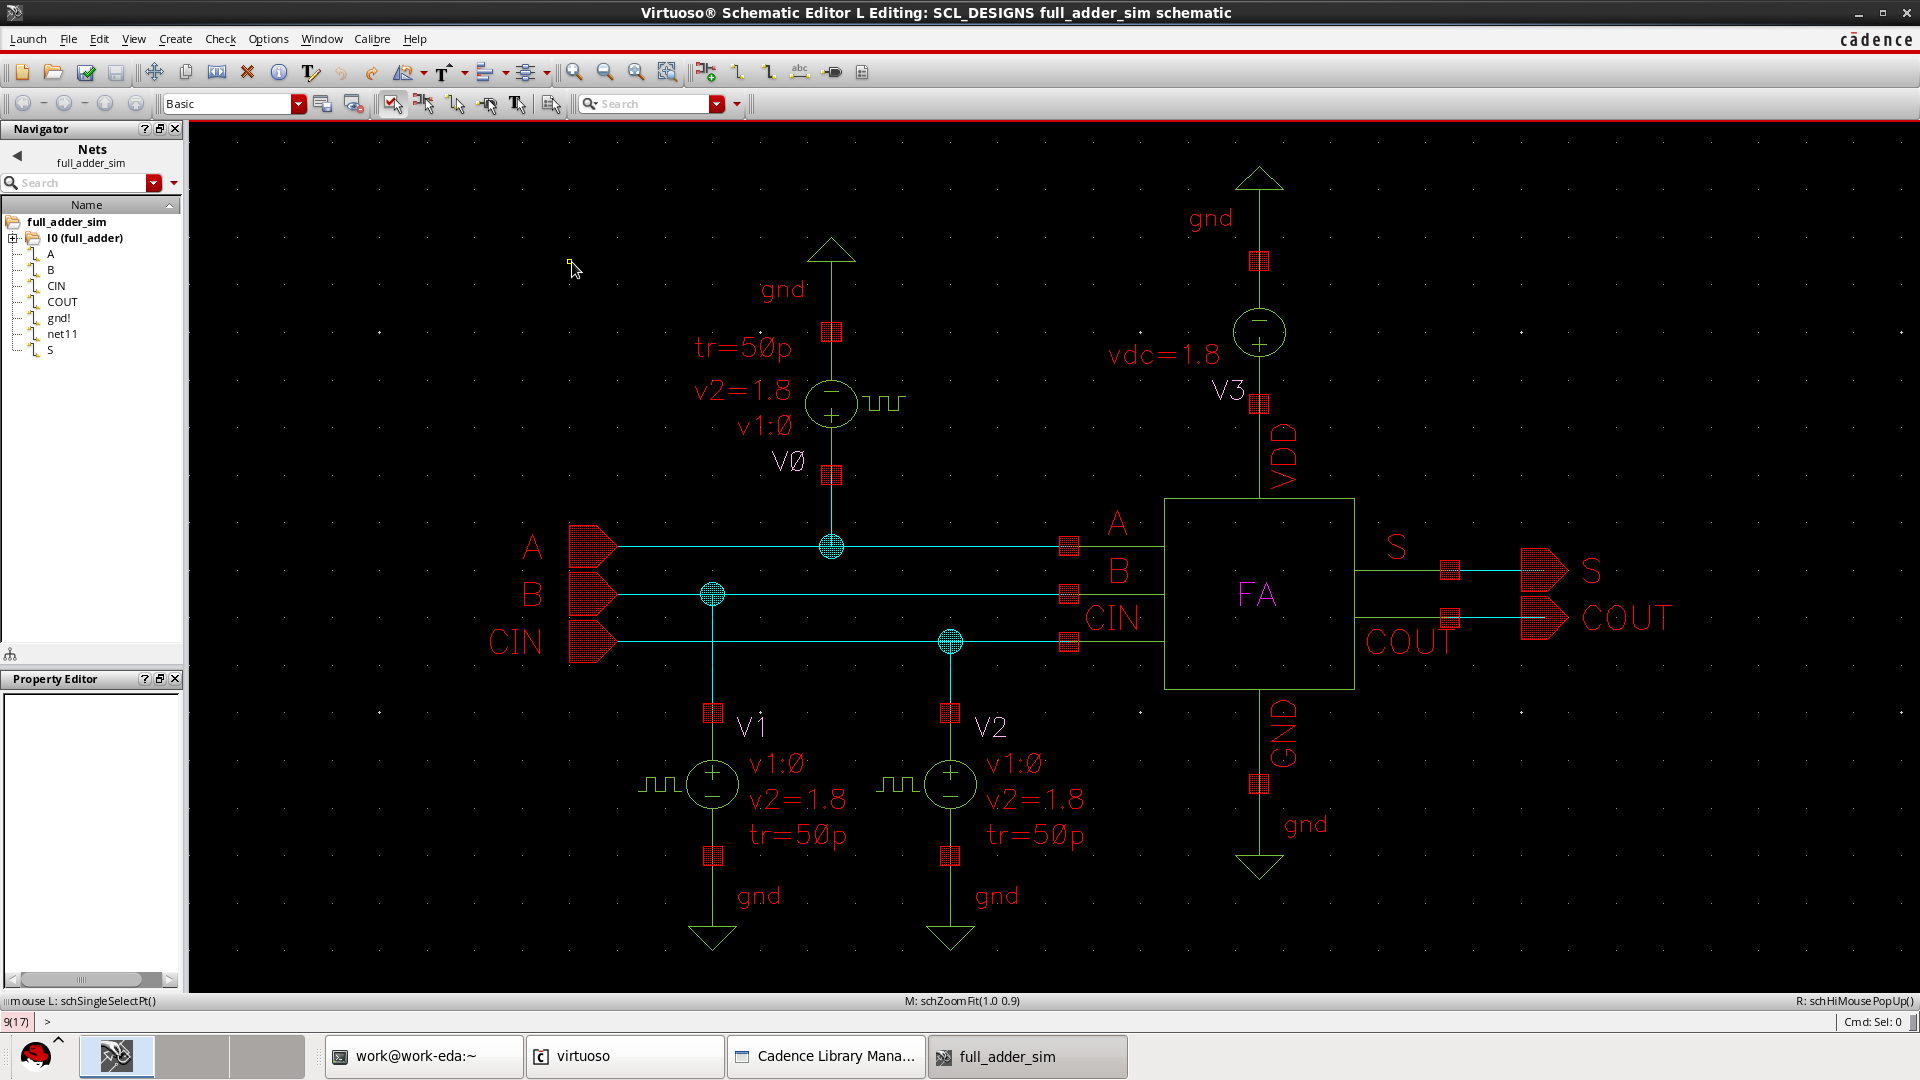 Virtuoso® Schematic Editor L Editing: SCL_DESIGNS full_adder_sim schematic
Launch File Edit View Create Check Options Window Calibre Help
cādence
abc
Basic
Search
Navigator
Nets
full_adder_sim
Search
Name
full_adder_sim
I0 (full_adder)
A
B
CIN
COUT
gnd!
net11
S
Property Editor
gnd
tr=50p
v2=1.8
v1:0
V0
gnd
vdc=1.8
V3
VDD
A
B
CIN
A
B
CIN
FA
S
COUT
S
COUT
V1
v1:0
v2=1.8
tr=50p
gnd
V2
v1:0
v2=1.8
tr=50p
gnd
GND
gnd
mouse L: schSingleSelectPt()
M: schZoomFit(1.0 0.9)
R: schHiMousePopUp()
9(17) >
Cmd: Sel: 0
work@work-eda:~
virtuoso
Cadence Library Mana...
full_adder_sim